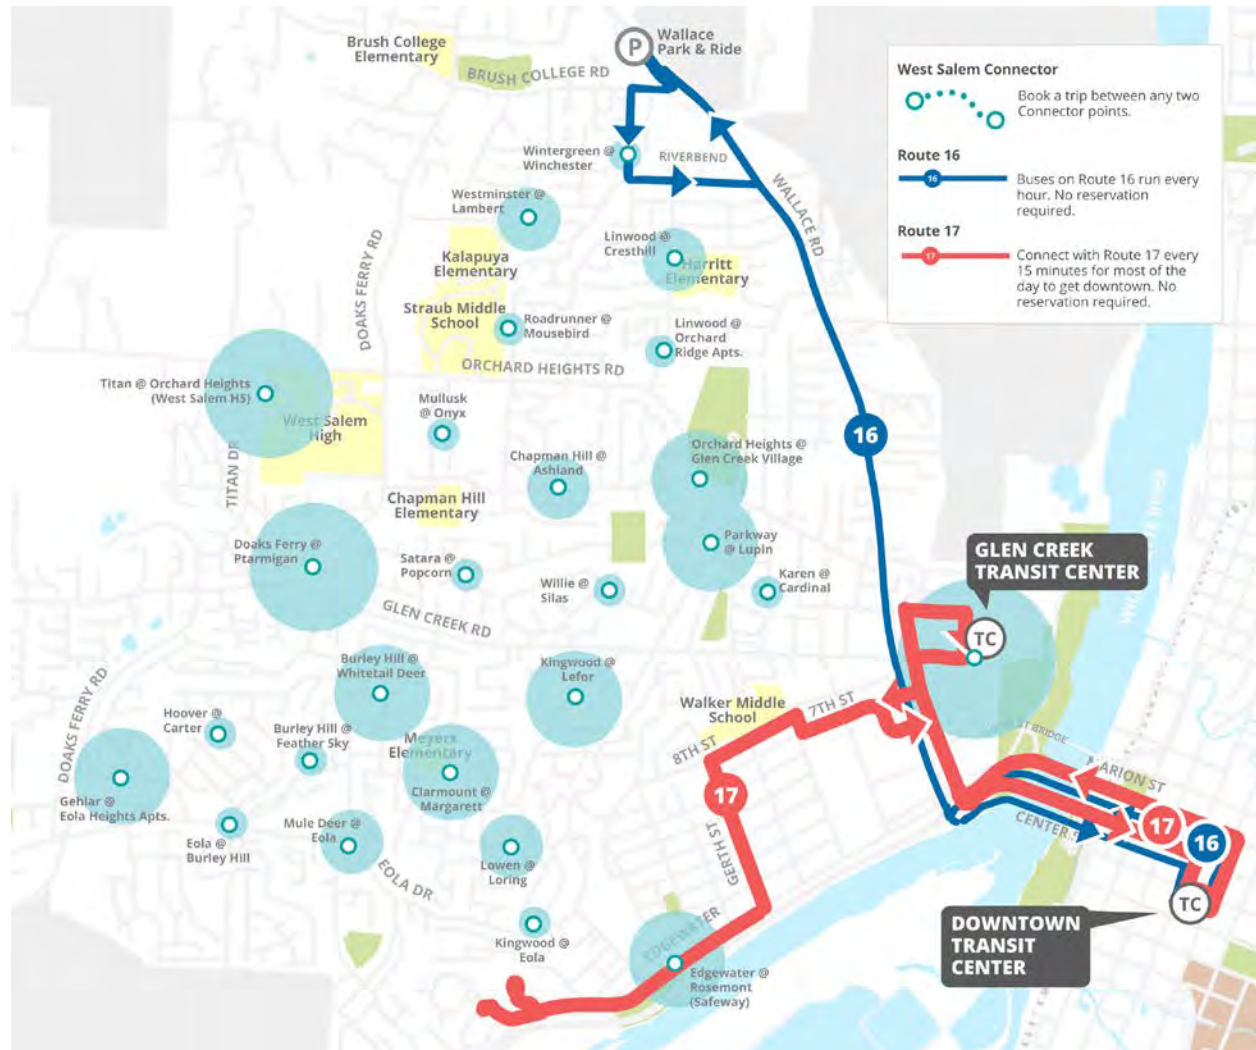 Brush College
Elementary
BRUSH COLLEGE RD
P
Wallace
Park & Ride
West Salem Connector
Book a trip between any two
Connector points.
Route 16
16
Buses on Route 16 run every
hour. No reservation
required.
Route 17
17
Connect with Route 17 every
15 minutes for most of the
day to get downtown. No
reservation required.
Wintergreen @
Winchester
RIVERBEND
WALLACE RD
Westminster @
Lambert
Linwood @
Cresthill
Kalapuya
Elementary
Harritt
Elementary
DOAKS FERRY RD
Straub Middle
School
Roadrunner @
Mousebird
Linwood @
Orchard
Ridge Apts.
ORCHARD HEIGHTS RD
Titan @ Orchard Heights
(West Salem HS)
West Salem
High
Mullusk
@ Onyx
16
TITAN DR
Chapman Hill @
Ashland
Orchard Heights @
Glen Creek Village
Chapman Hill
Elementary
Doaks Ferry @
Ptarmigan
Satara @
Popcorn
Parkway
@ Lupin
Willie @
Silas
Karen @
Cardinal
GLEN CREEK
TRANSIT CENTER
TC
GLEN CREEK RD
Burley Hill @
Whitetail Deer
Kingwood @
Lefor
DOAKS FERRY RD
Hoover @
Carter
Burley Hill @
Feather Sky
Meyers
Elementary
Walker Middle
School
7TH ST
8TH ST
ST BRIDGE
MARION ST
Gehlar @
Eola Heights Apts.
Clarmount @
Margarett
17
CENTER
17
16
Eola @
Burley Hill
Mule Deer @
Eola
Lowen @
Loring
GERTH ST
EOLA DR
TC
DOWNTOWN
TRANSIT
CENTER
Kingwood @
Eola
EDGEWATER
Edgewater @
Rosemont
(Safeway)